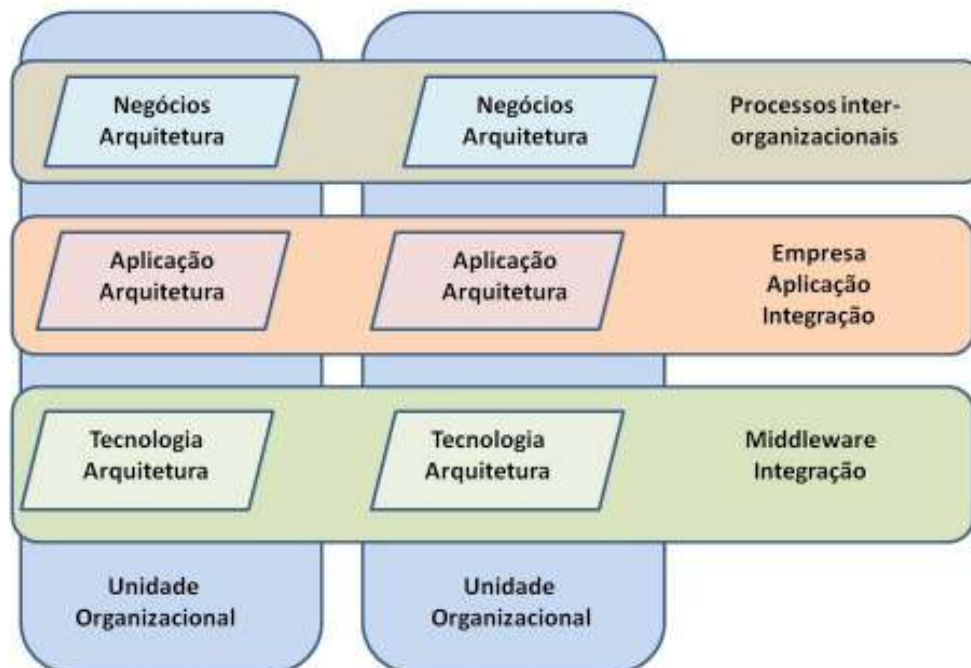 Negócios
Arquitetura
Negócios
Arquitetura
Processos inter-
organizacionais
Aplicação
Arquitetura
Aplicação
Arquitetura
Empresa
Aplicação
Integração
Tecnologia
Arquitetura
Tecnologia
Arquitetura
Middleware
Integração
Unidade
Organizacional
Unidade
Organizacional